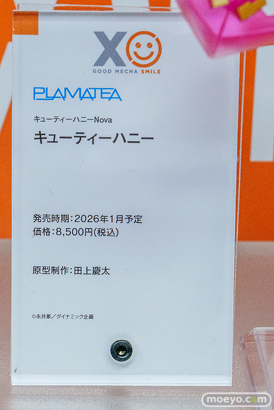 XO
GOOD MECHA SMILE
PLAMATEA
キューティーハニーNova
キューティーハニー
発売時期：2026年1月予定
価格：8,500円(税込)
原型制作：田上慶太
©永井豪／ダイナミック企画
moeyo.com